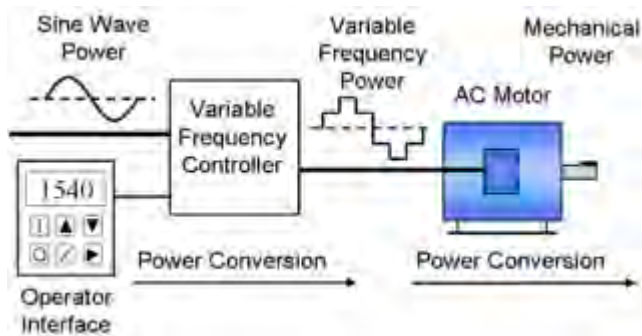 Sine Wave
Power
Variable
Frequency
Power
Mechanical
Power
AC Motor
Variable
Frequency
Controller
1540
Power Conversion
Power Conversion
Operator
Interface